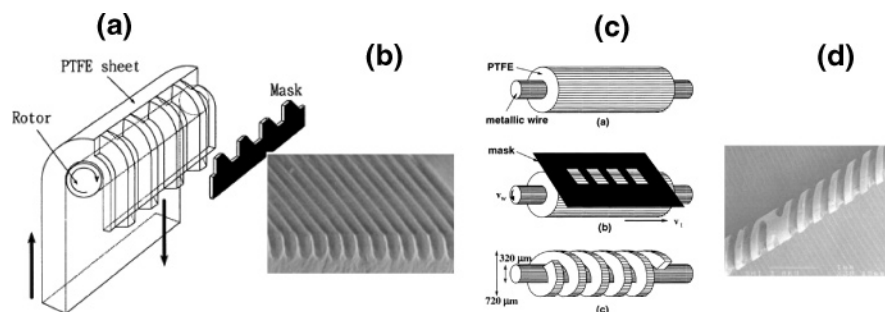 (a)
PTFE sheet
Rotor
Mask
(b)
(c)
PTFE
metallic wire
(a)
mask
v
v
(b)
320 μm
720 μm
(c)
(d)